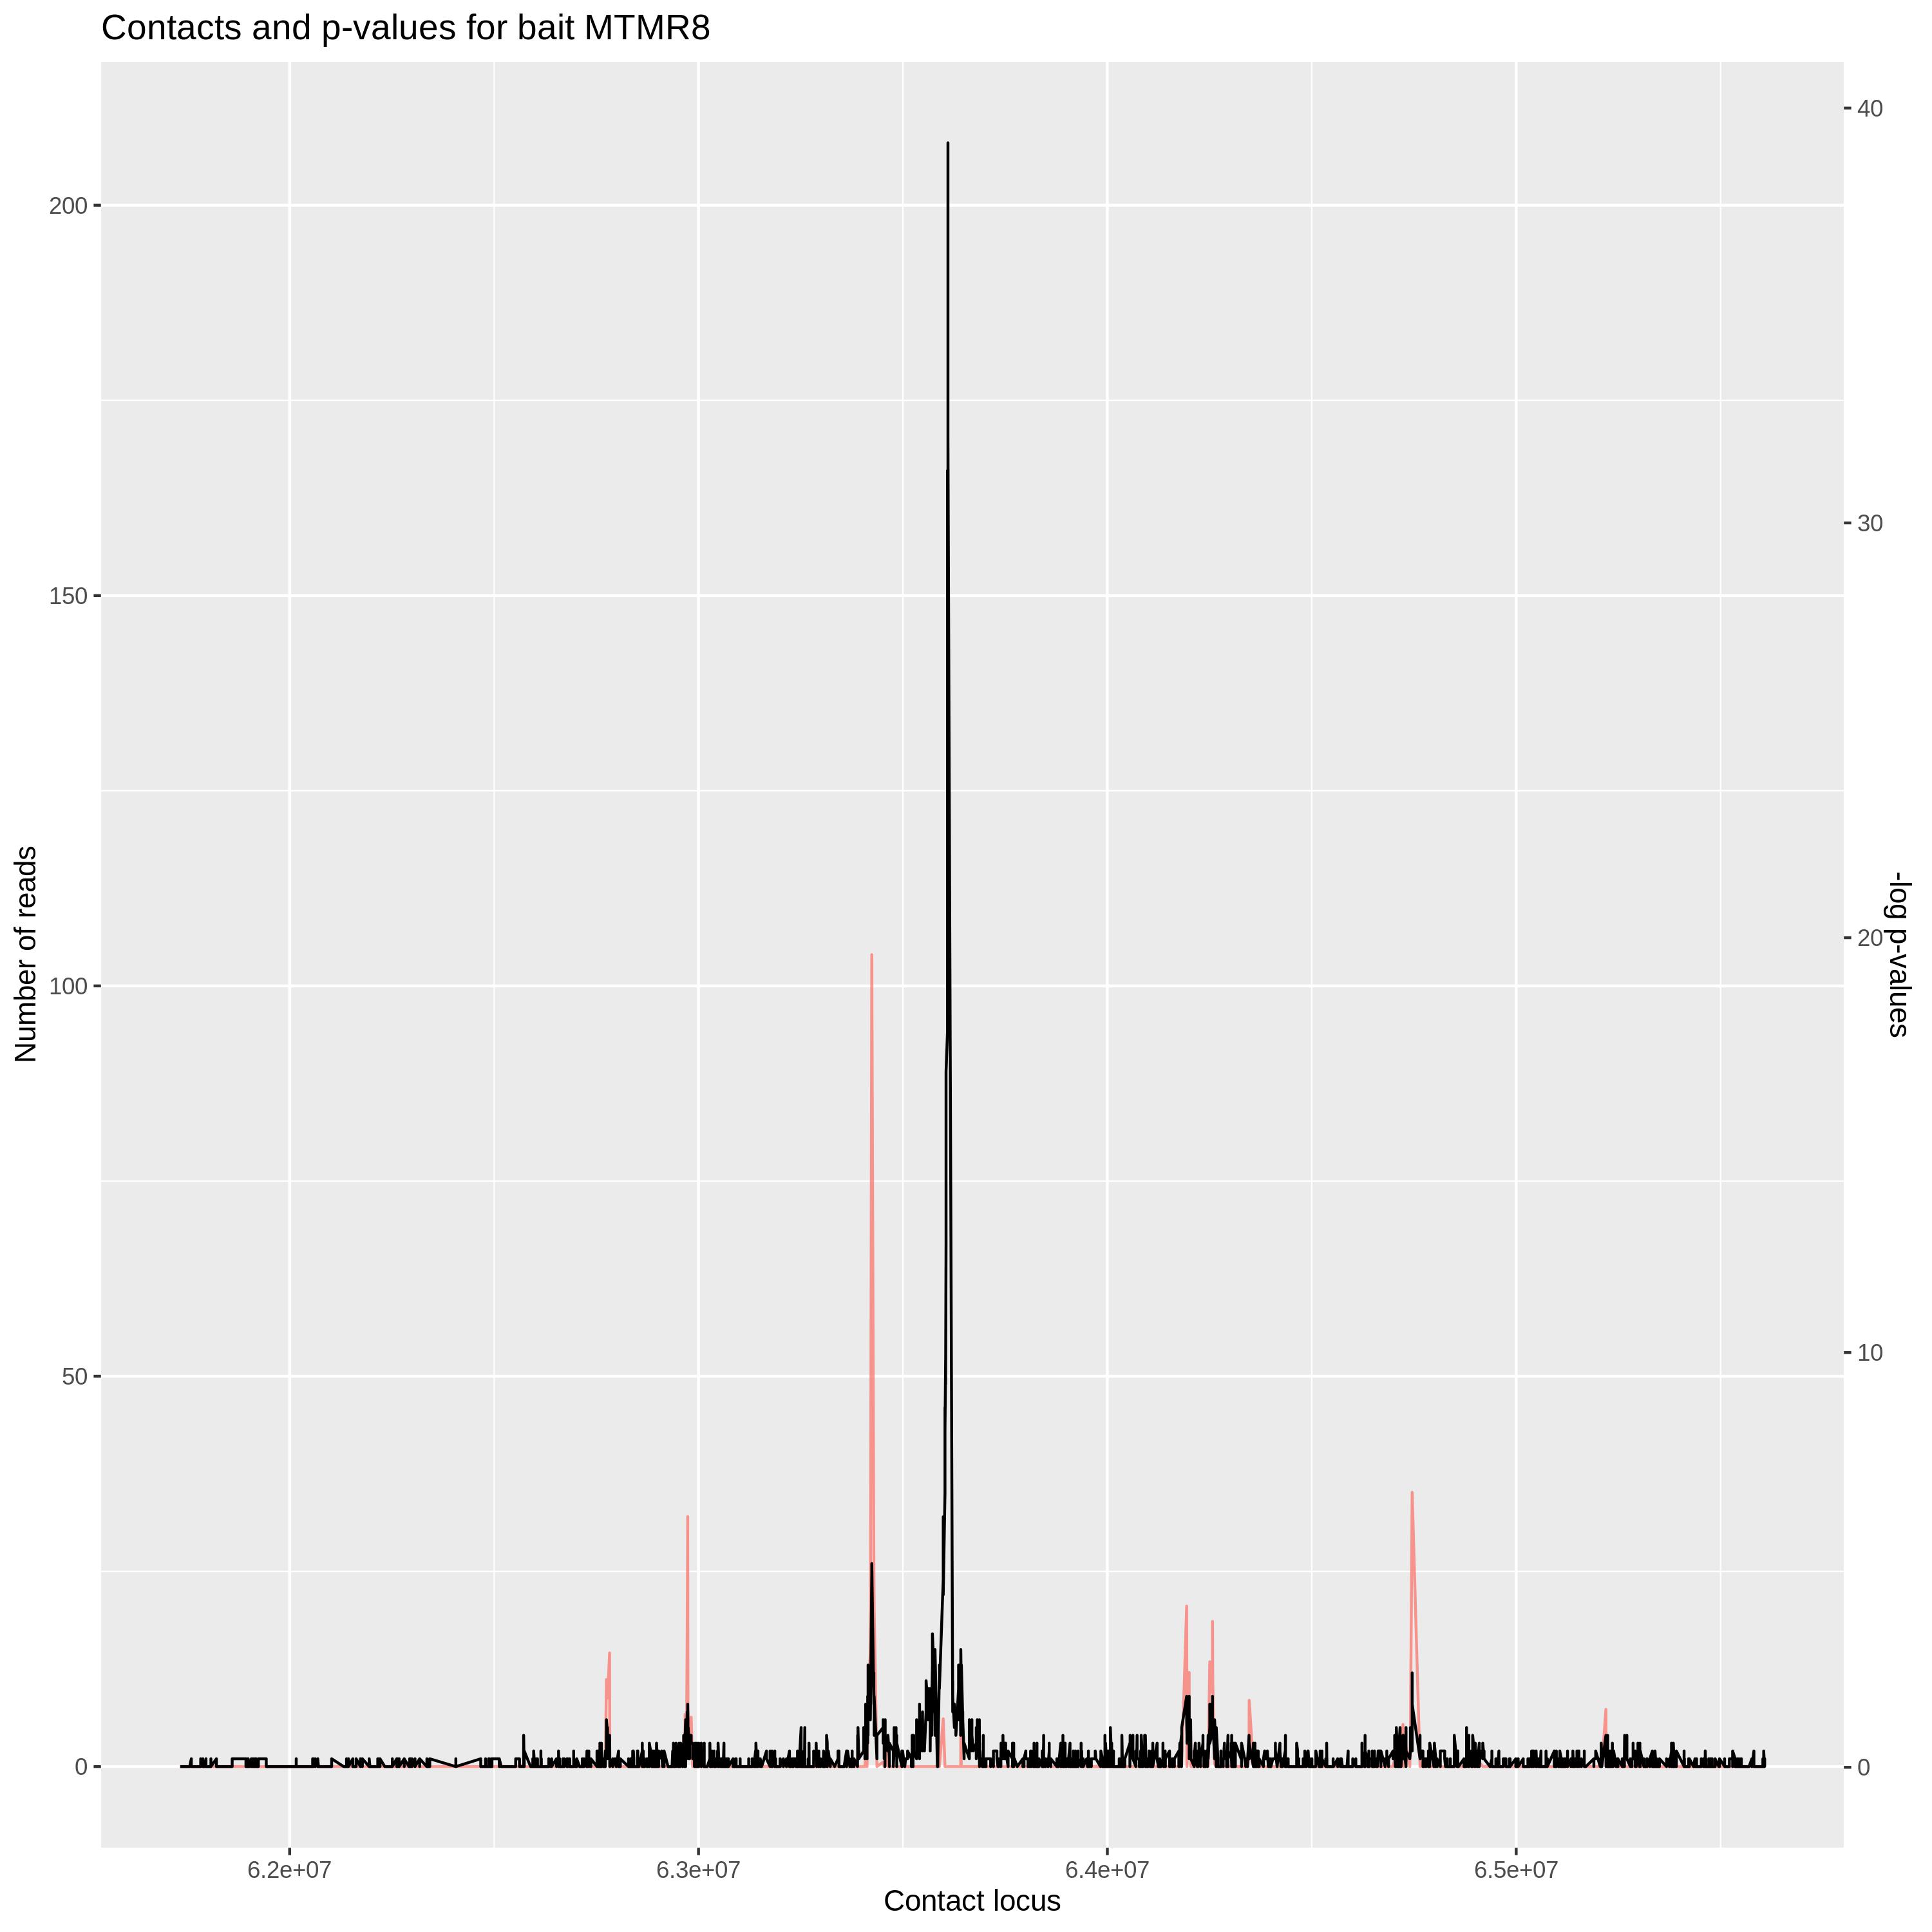 Contacts and p-values for bait MTMR8
Number of reads
200
150
100
50
0
40
30
20
10
0
-log p-values
6.2e+07 6.3e+07 6.4e+07 6.5e+07
Contact locus